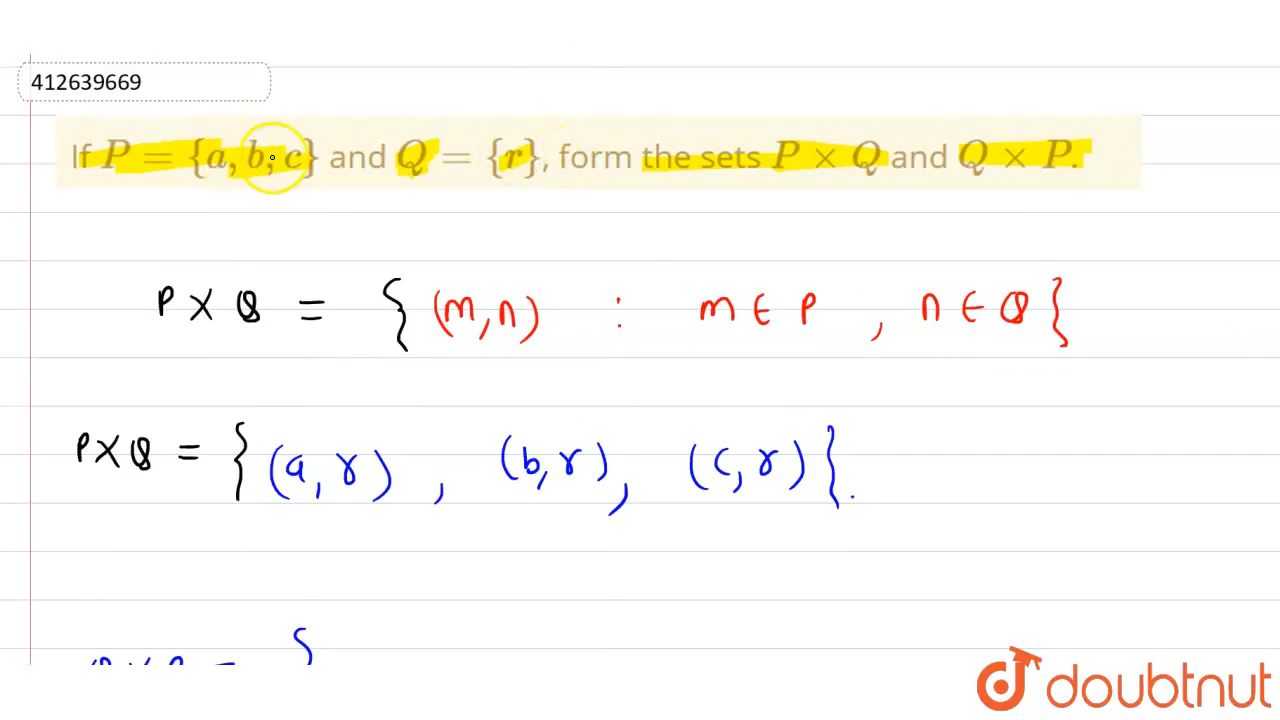 412639669
If P = {a, b, c} and Q = {r}, form the sets P × Q and Q × P.
P × Q = { (m, n) : m ∈ P , n ∈ Q }
P × Q = { (a, r) , (b, r) , (c, r) }.
doubtnut